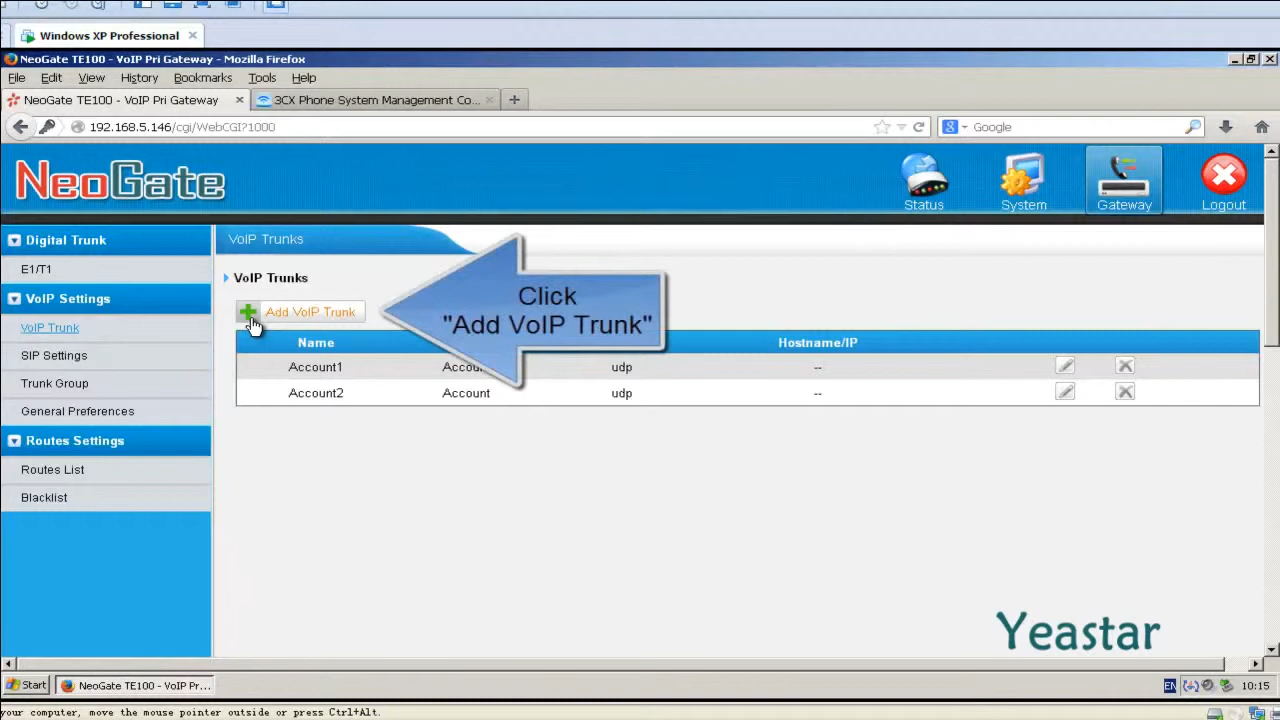 Windows XP Professional
NeoGate TE100 - VoIP Pri Gateway - Mozilla Firefox
File Edit View History Bookmarks Tools Help
NeoGate TE100 - VoIP Pri Gateway
3CX Phone System Management Co...
192.168.5.146/cgi/WebCGI?1000
Google
NeoGate
Status
System
Gateway
Logout
Digital Trunk
E1/T1
VoIP Settings
VoIP Trunk
SIP Settings
Trunk Group
General Preferences
Routes Settings
Routes List
Blacklist
VoIP Trunks
VoIP Trunks
Add VoIP Trunk
Click
"Add VoIP Trunk"
Name Hostname/IP
Account1 udp --
Account2 Account udp --
Yeastar
Start
NeoGate TE100 - VoIP Pr...
EN
10:15
your computer, move the mouse pointer outside or press Ctrl+Alt.